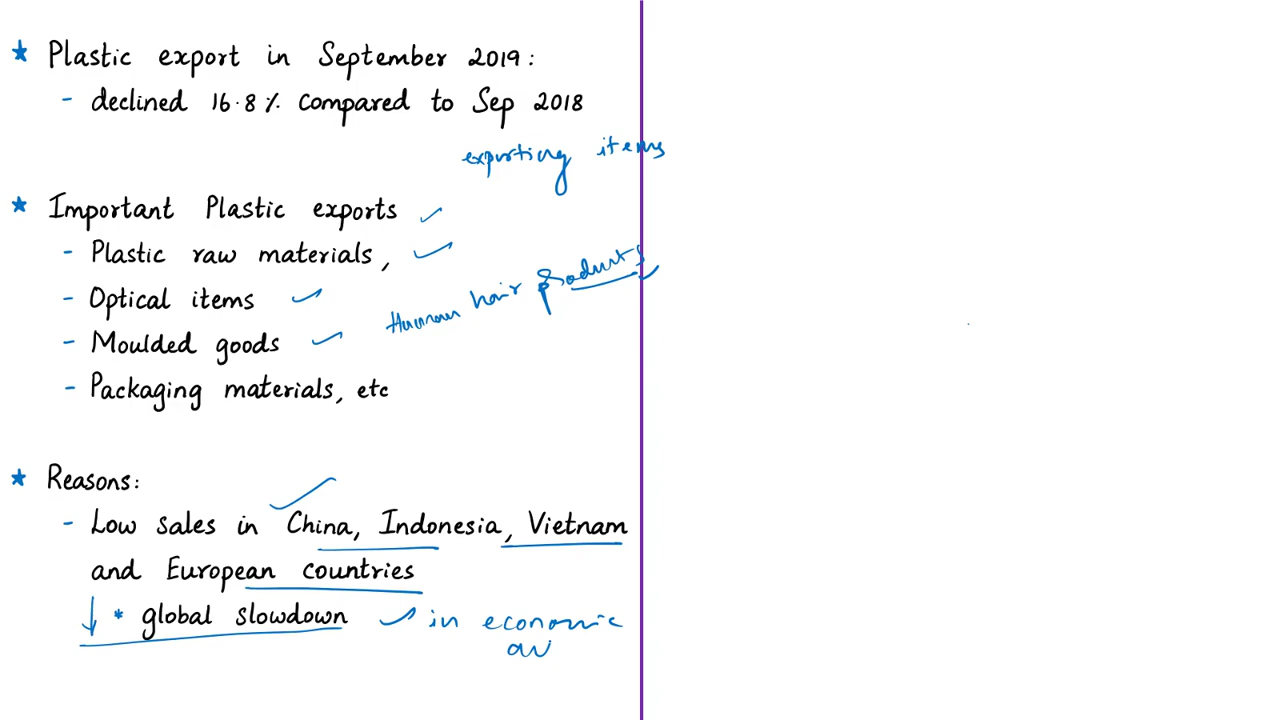 ★ Plastic export in September 2019:
- declined 16.8% compared to Sep 2018
exporting items
★ Important Plastic exports
- Plastic raw materials,
- Optical items
Human hair products
- Moulded goods
- Packaging materials, etc
★ Reasons:
- Low sales in China, Indonesia, Vietnam
and European countries
↓ * global slowdown in economic